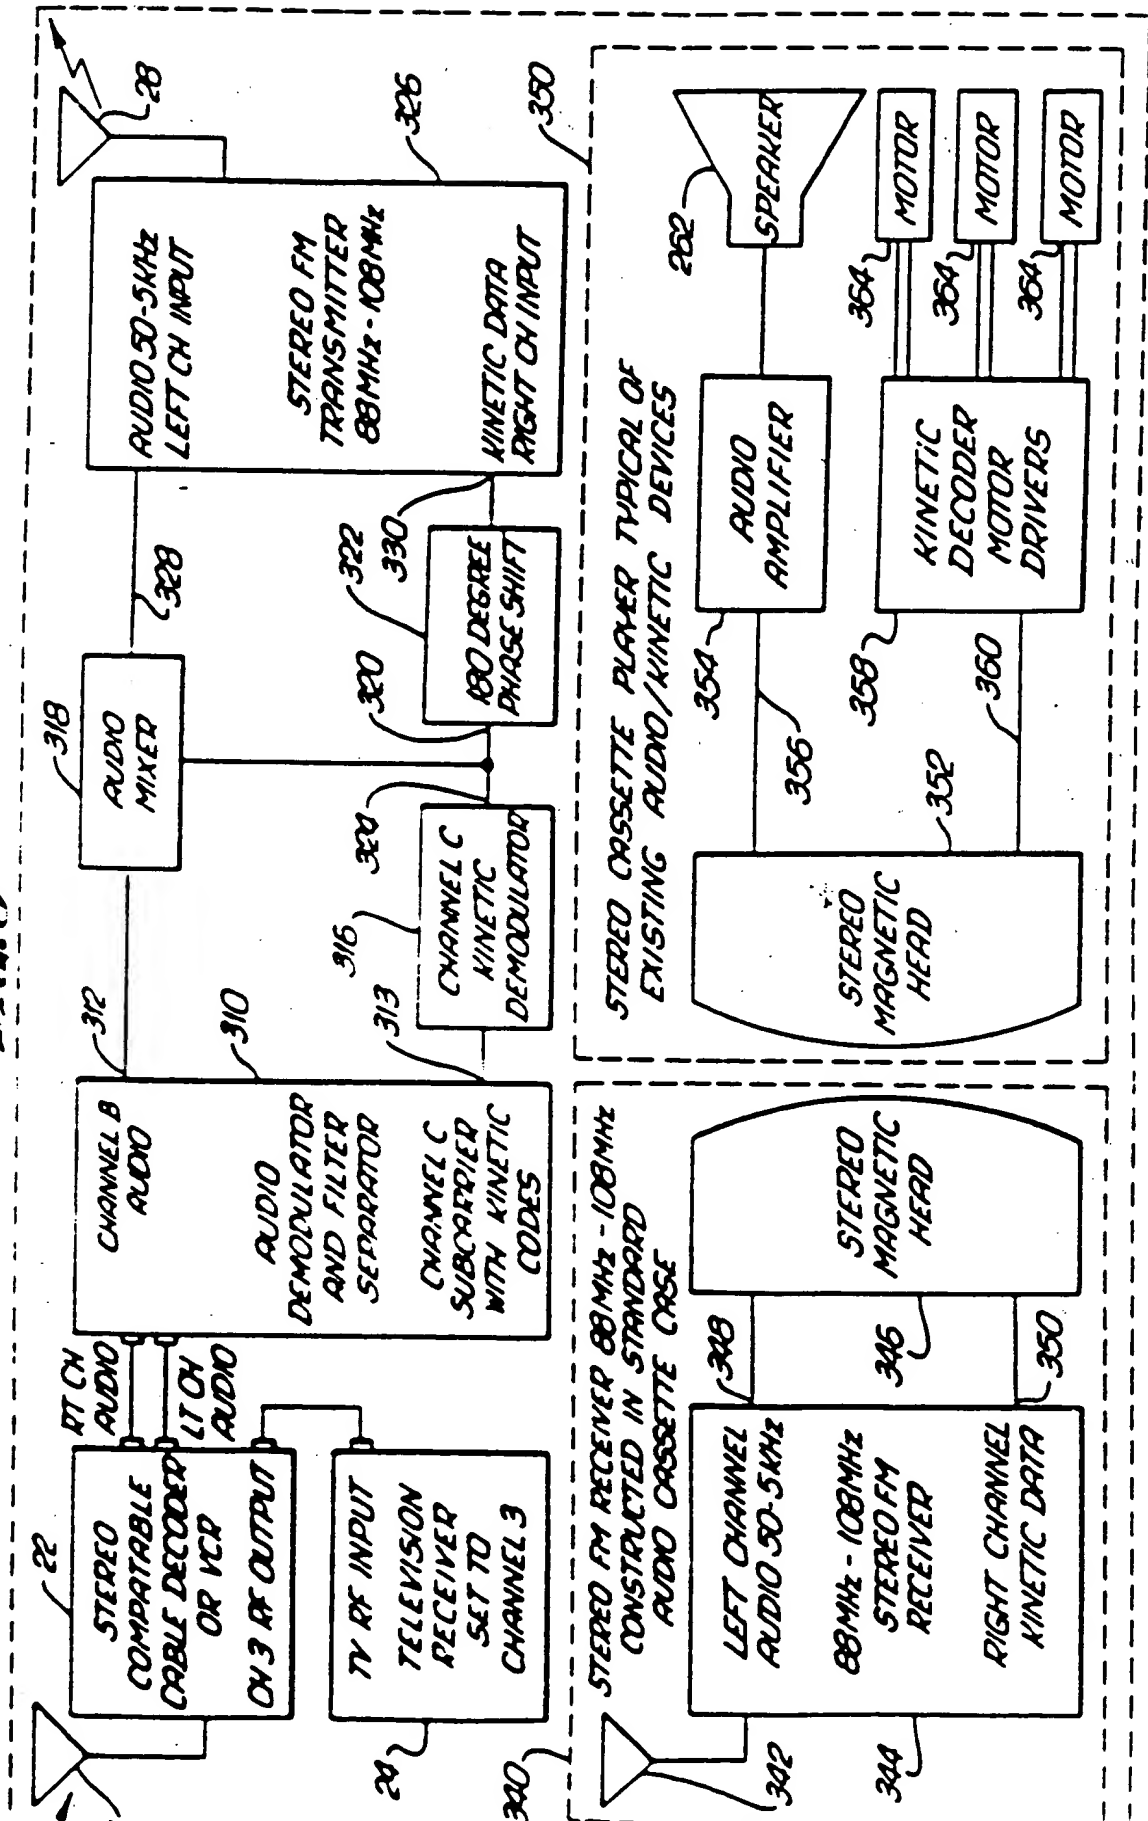 22
STEREO
COMPATABLE
CABLE DECODER
OR VCR
CH 3 RF OUTPUT
RT CH
AUDIO
LT CH
AUDIO
TV RF INPUT
TELEVISION
RECEIVER
SET TO
CHANNEL 3
24
312
CHANNEL B
AUDIO
310
AUDIO
DEMODULATOR
AND FILTER
SEPARATOR
CHANNEL C
SUBCARRIER
WITH KINETIC
CODES
313
316
CHANNEL C
KINETIC
DEMODULATOR
324
318
AUDIO
MIXER
320
322
180 DEGREE
PHASE SHIFT
330
328
28
AUDIO 50-5KHz
LEFT CH INPUT
STEREO FM
TRANSMITTER
88MHz-108MHz
KINETIC DATA
RIGHT CH INPUT
326
340
STEREO FM RECEIVER 88MHz-108MHz
CONSTRUCTED IN STANDARD
AUDIO CASSETTE CASE
342
LEFT CHANNEL
AUDIO 50-5KHz
88MHz-108MHz
STEREO FM
RECEIVER
RIGHT CHANNEL
KINETIC DATA
344
348
346
350
STEREO
MAGNETIC
HEAD
350
STEREO CASSETTE PLAYER TYPICAL OF
EXISTING AUDIO/KINETIC DEVICES
STEREO
MAGNETIC
HEAD
352
356
360
354
AUDIO
AMPLIFIER
358
KINETIC
DECODER
MOTOR
DRIVERS
262
SPEAKER
364
MOTOR
364
MOTOR
364
MOTOR